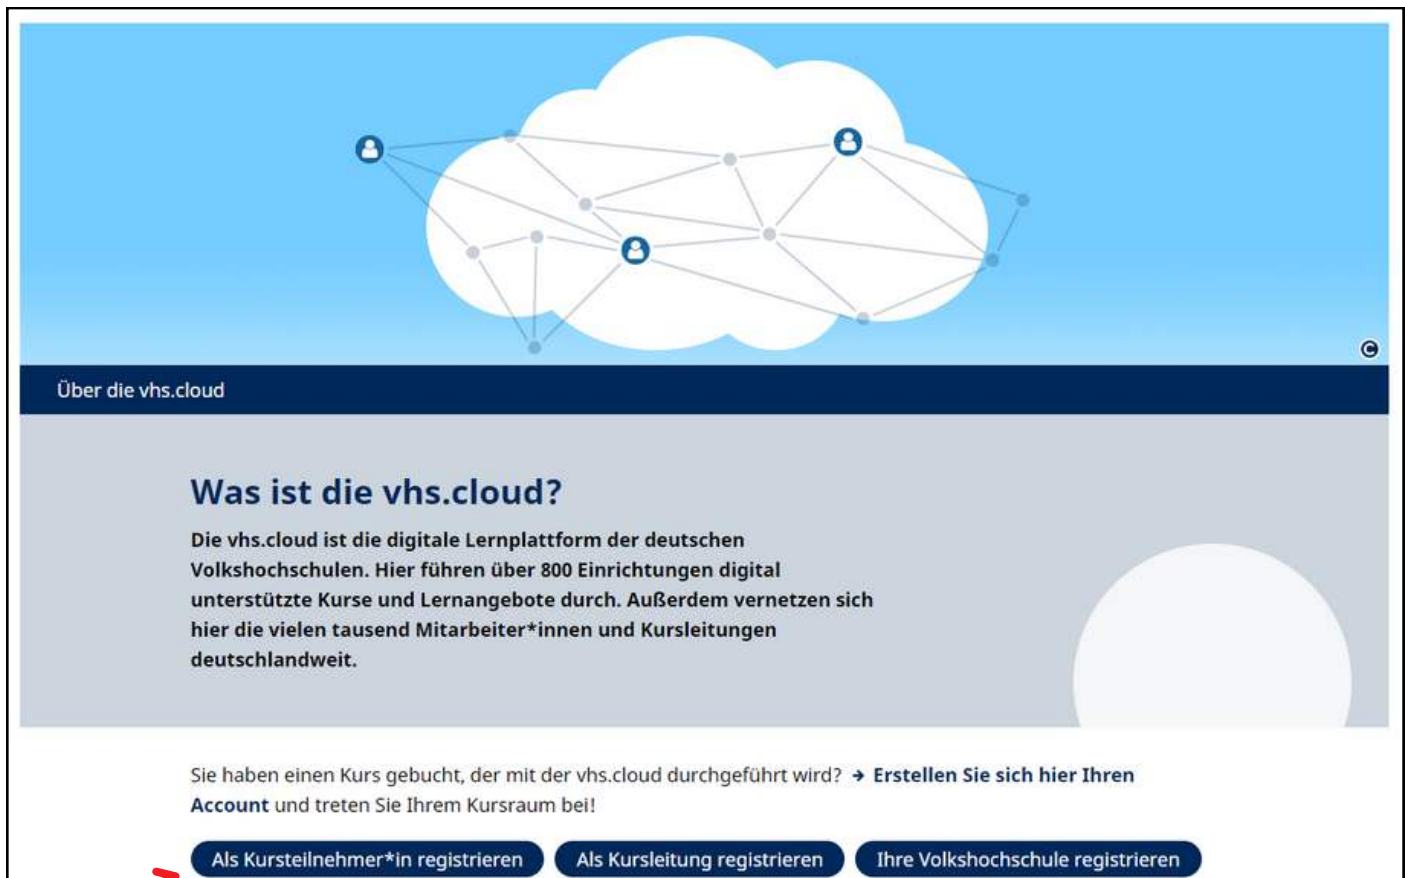 Über die vhs.cloud
Was ist die vhs.cloud?
Die vhs.cloud ist die digitale Lernplattform der deutschen
Volkshochschulen. Hier führen über 800 Einrichtungen digital
unterstützte Kurse und Lernangebote durch. Außerdem vernetzen sich
hier die vielen tausend Mitarbeiter*innen und Kursleitungen
deutschlandweit.
Sie haben einen Kurs gebucht, der mit der vhs.cloud durchgeführt wird? → Erstellen Sie sich hier Ihren
Account und treten Sie Ihrem Kursraum bei!
Als Kursteilnehmer*in registrieren Als Kursleitung registrieren Ihre Volkshochschule registrieren